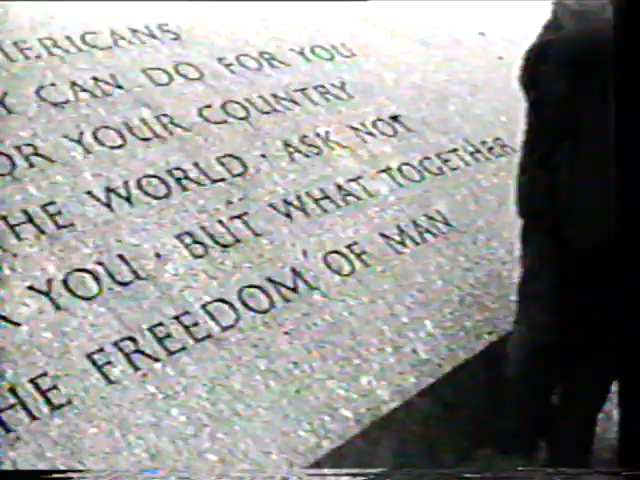 MERICANS
Y CAN DO FOR YOU
OR YOUR COUNTRY
HE WORLD · ASK NOT
R YOU · BUT WHAT TOGETHER
HE FREEDOM OF MAN